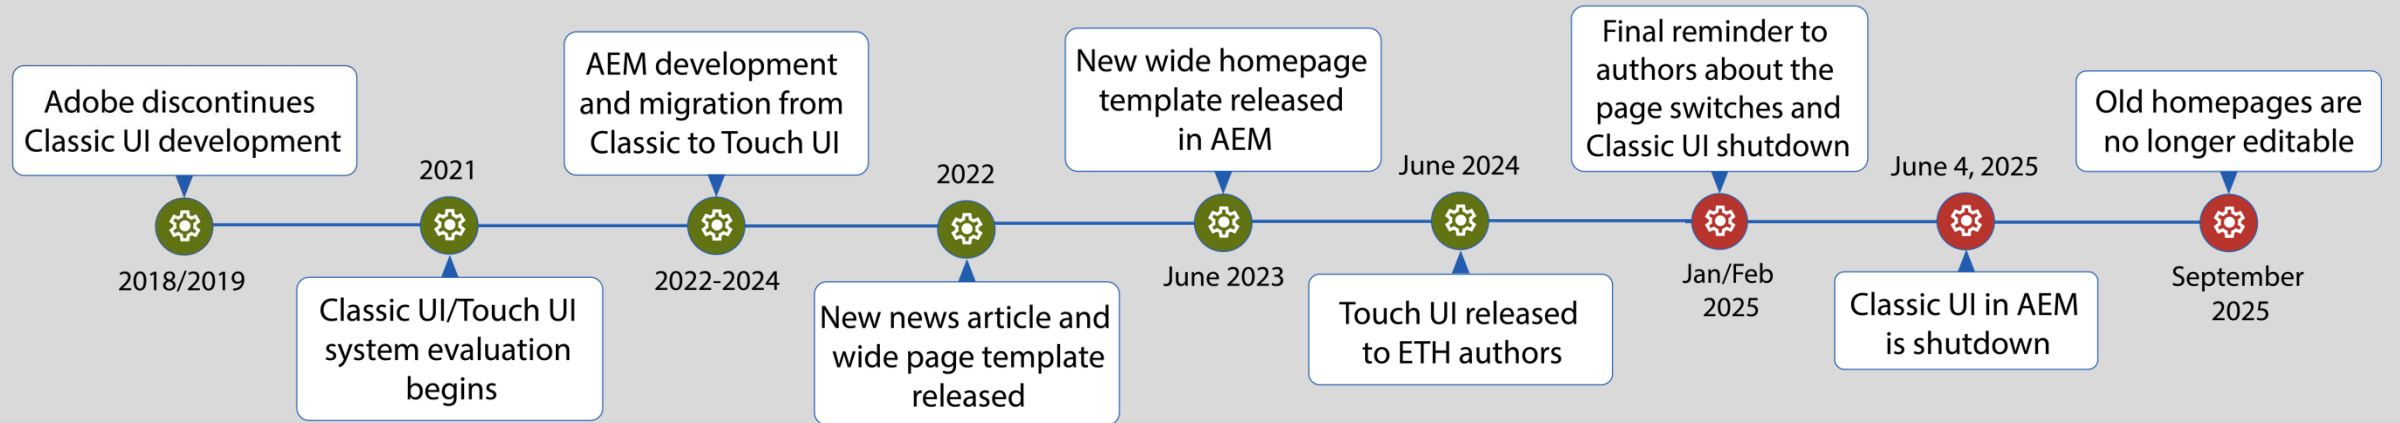 Adobe discontinues
Classic UI development
2018/2019
2021
Classic UI/Touch UI
system evaluation
begins
AEM development
and migration from
Classic to Touch UI
2022-2024
2022
New news article and
wide page template
released
New wide homepage
template released
in AEM
June 2023
June 2024
Touch UI released
to ETH authors
Final reminder to
authors about the
page switches and
Classic UI shutdown
Jan/Feb
2025
June 4, 2025
Classic UI in AEM
is shutdown
Old homepages are
no longer editable
September
2025